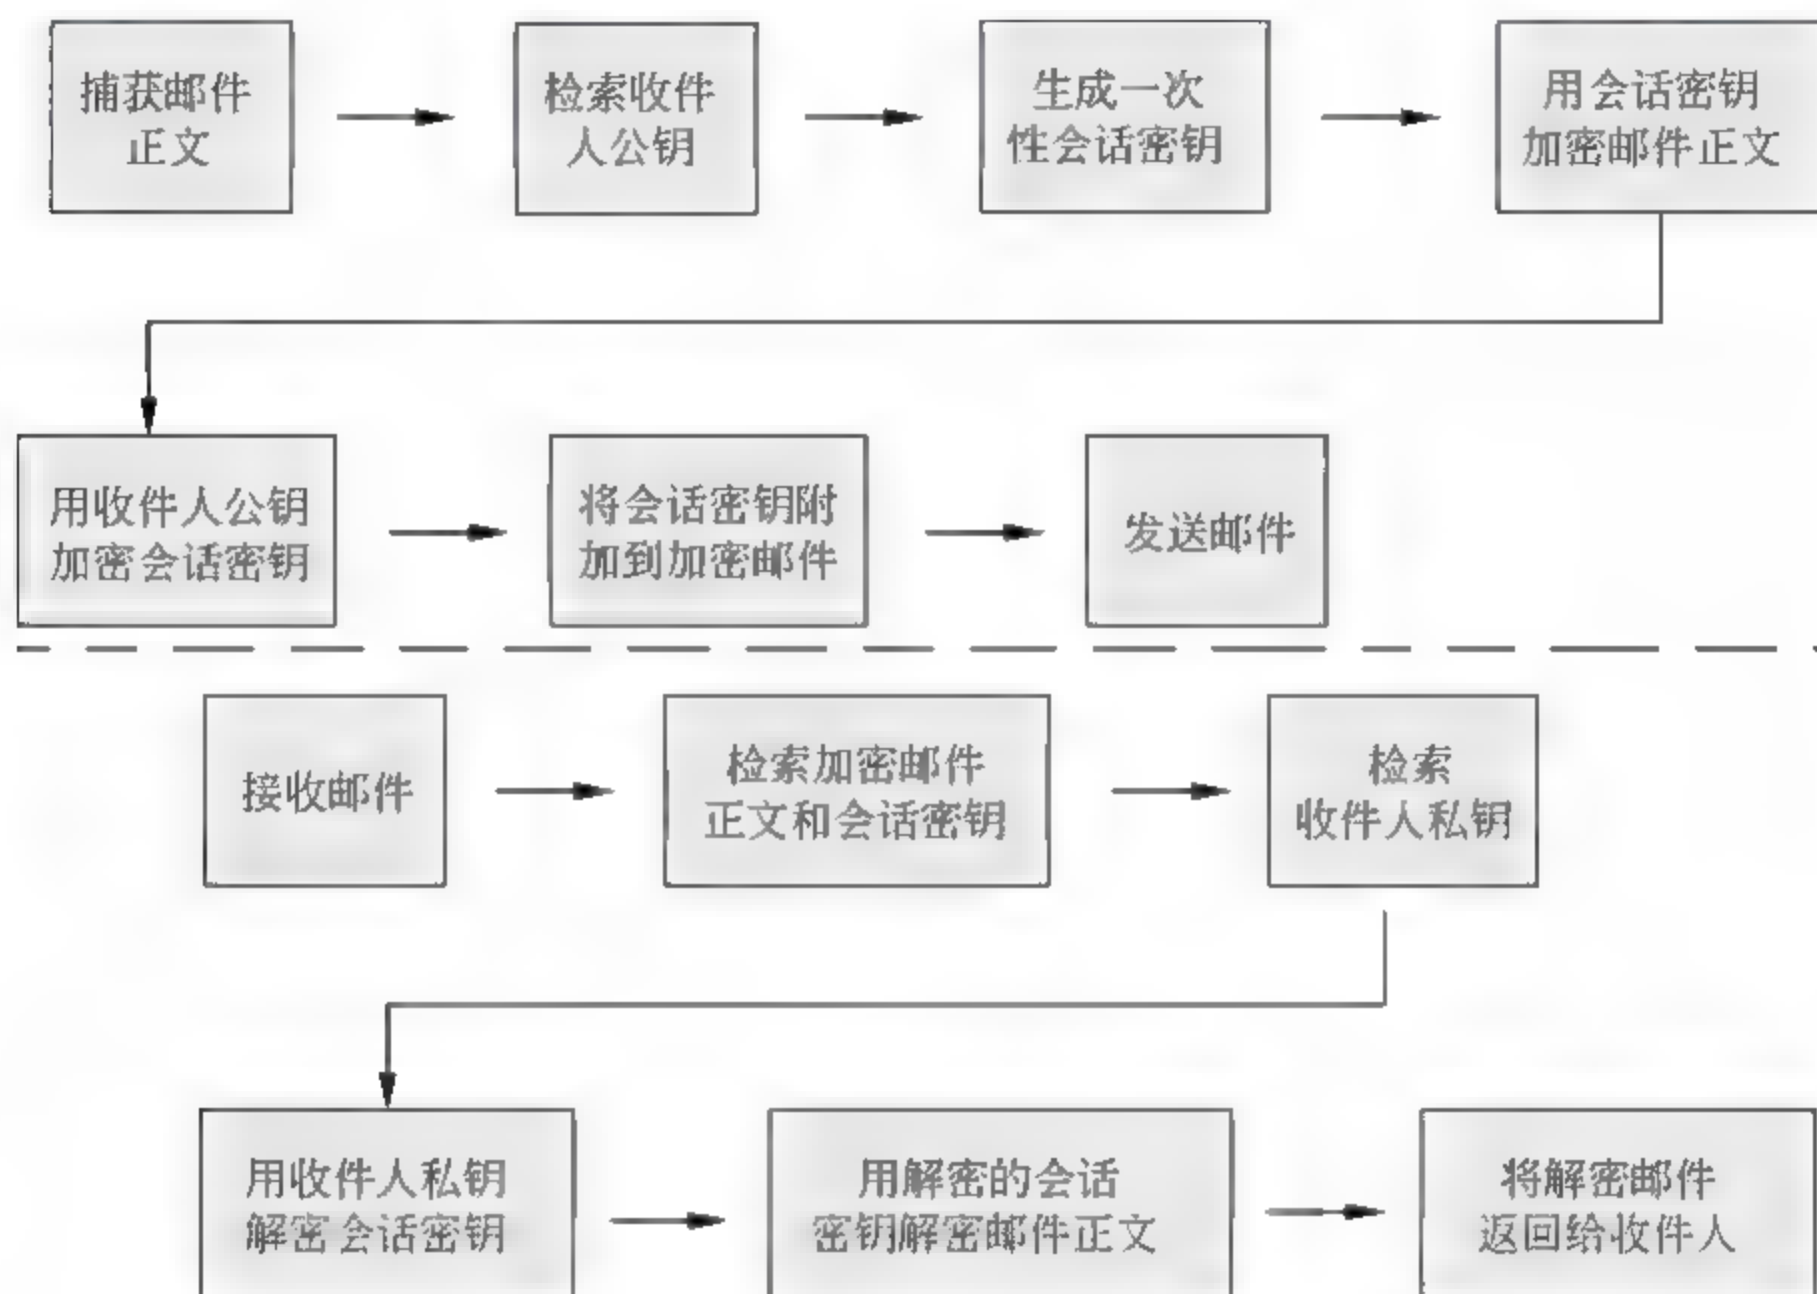 捕获邮件
正文
检索收件
人公钥
生成一次
性会话密钥
用会话密钥
加密邮件正文
用收件人公钥
加密会话密钥
将会话密钥附
加到加密邮件
发送邮件
接收邮件
检索加密邮件
正文和会话密钥
检索
收件人私钥
用收件人私钥
解密会话密钥
用解密的会话
密钥解密邮件正文
将解密邮件
返回给收件人